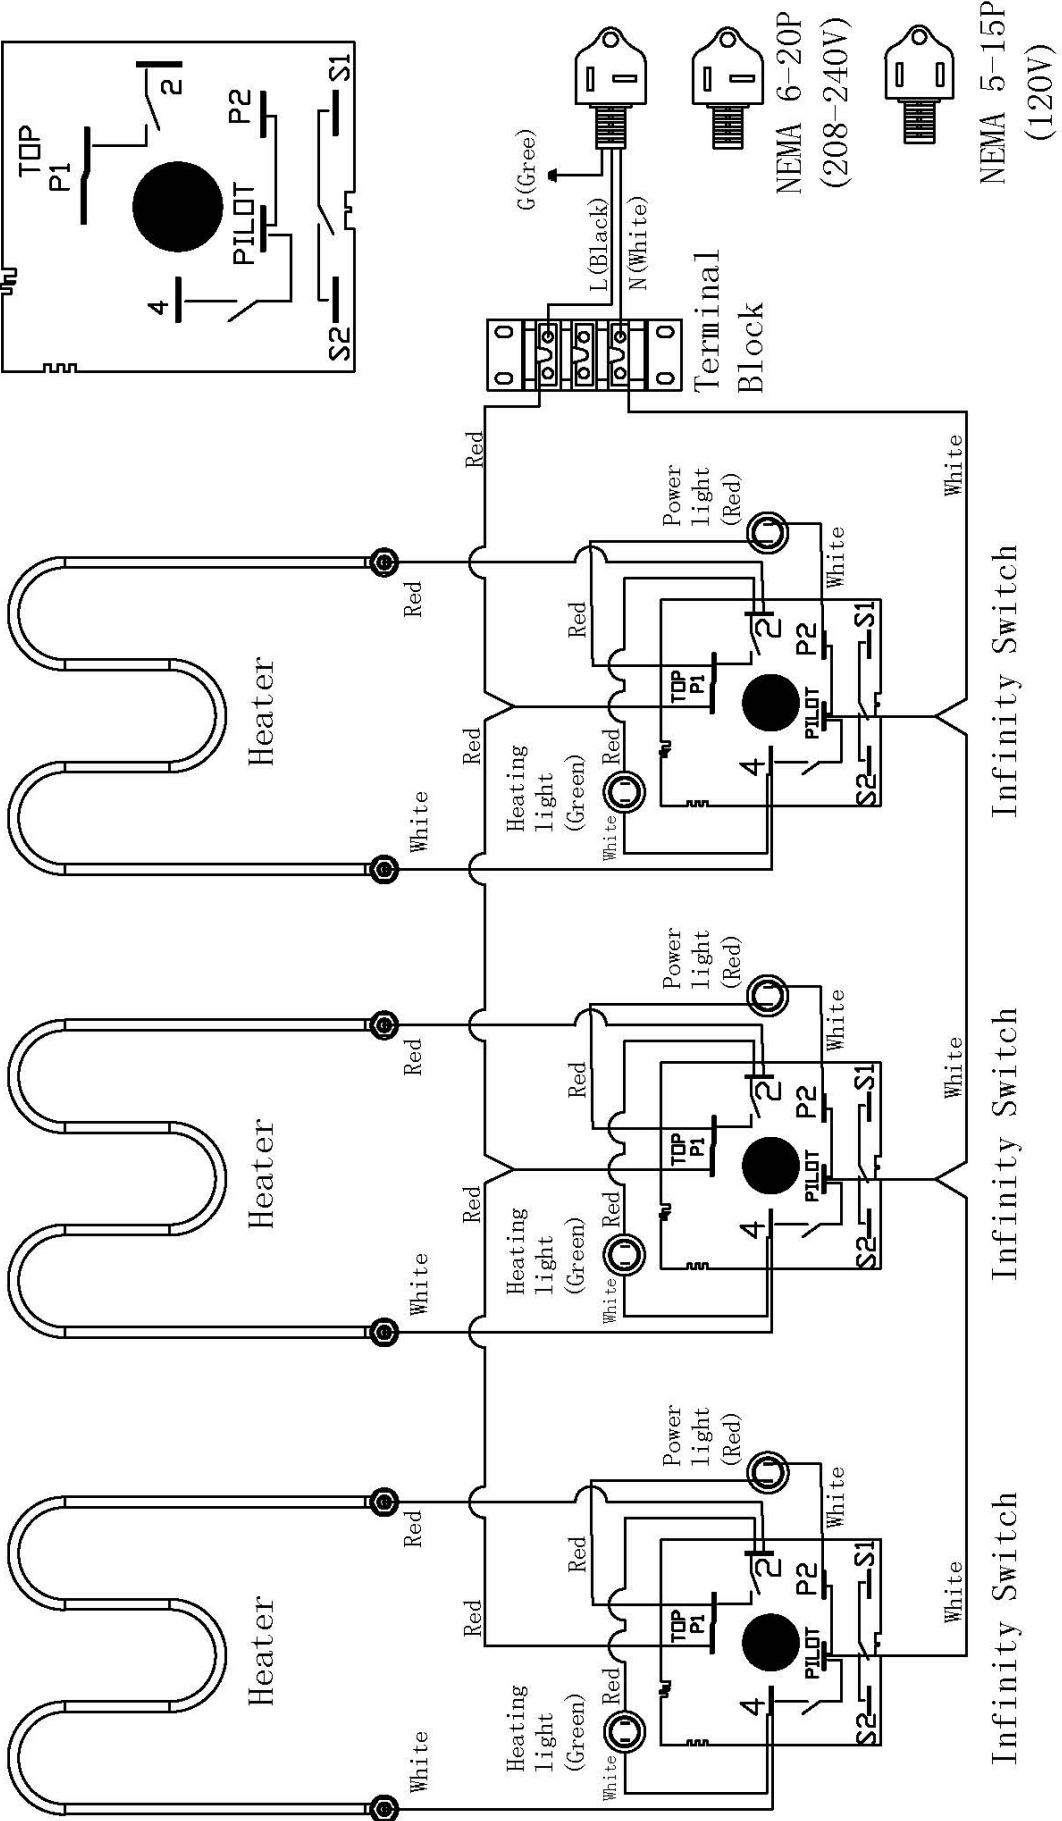 TOP
P1
4
2
PILOT
P2
S2
S1
Heater
Heater
Heater
White
Red
White
Red
White
Red
Red
Red
Red
Red
G(Gree)
L(Black)
N(White)
Terminal
Block
NEMA 6-20P
(208-240V)
NEMA 5-15P
(120V)
Heating
light
(Green)
White
Red
Red
Power
light
(Red)
TOP
P1
4
2
PILOT
P2
White
S2
S1
White
Infinity Switch
Heating
light
(Green)
White
Red
Red
Power
light
(Red)
TOP
P1
4
2
PILOT
P2
White
S2
S1
White
Infinity Switch
Heating
light
(Green)
White
Red
Red
Power
light
(Red)
TOP
P1
4
2
PILOT
P2
White
S2
S1
White
Infinity Switch